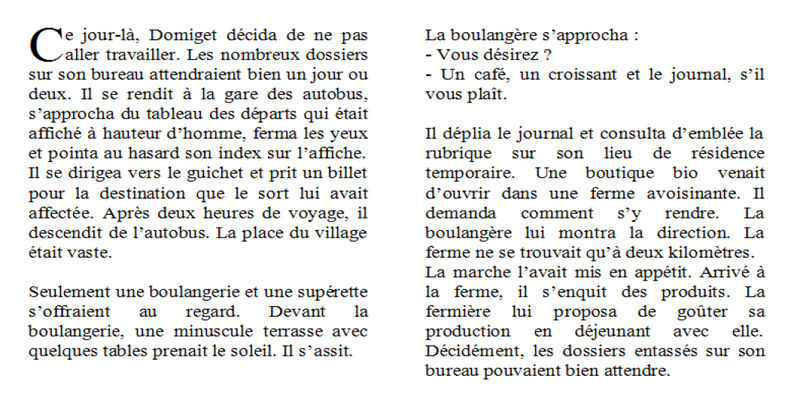 Ce jour-là, Domiget décida de ne pas
aller travailler. Les nombreux dossiers
sur son bureau attendraient bien un jour ou
deux. Il se rendit à la gare des autobus,
s’approcha du tableau des départs qui était
affiché à hauteur d’homme, ferma les yeux
et pointa au hasard son index sur l’affiche.
Il se dirigea vers le guichet et prit un billet
pour la destination que le sort lui avait
affectée. Après deux heures de voyage, il
descendit de l’autobus. La place du village
était vaste.

Seulement une boulangerie et une supérette
s’offraient au regard. Devant la
boulangerie, une minuscule terrasse avec
quelques tables prenait le soleil. Il s’assit.

La boulangère s’approcha :
- Vous désirez ?
- Un café, un croissant et le journal, s’il
vous plaît.

Il déplia le journal et consulta d’emblée la
rubrique sur son lieu de résidence
temporaire. Une boutique bio venait
d’ouvrir dans une ferme avoisinante. Il
demanda comment s’y rendre. La
boulangère lui montra la direction. La
ferme ne se trouvait qu’à deux kilomètres.
La marche l’avait mis en appétit. Arrivé à
la ferme, il s’enquit des produits. La
fermière lui proposa de goûter sa
production en déjeunant avec elle.
Décidément, les dossiers entassés sur son
bureau pouvaient bien attendre.